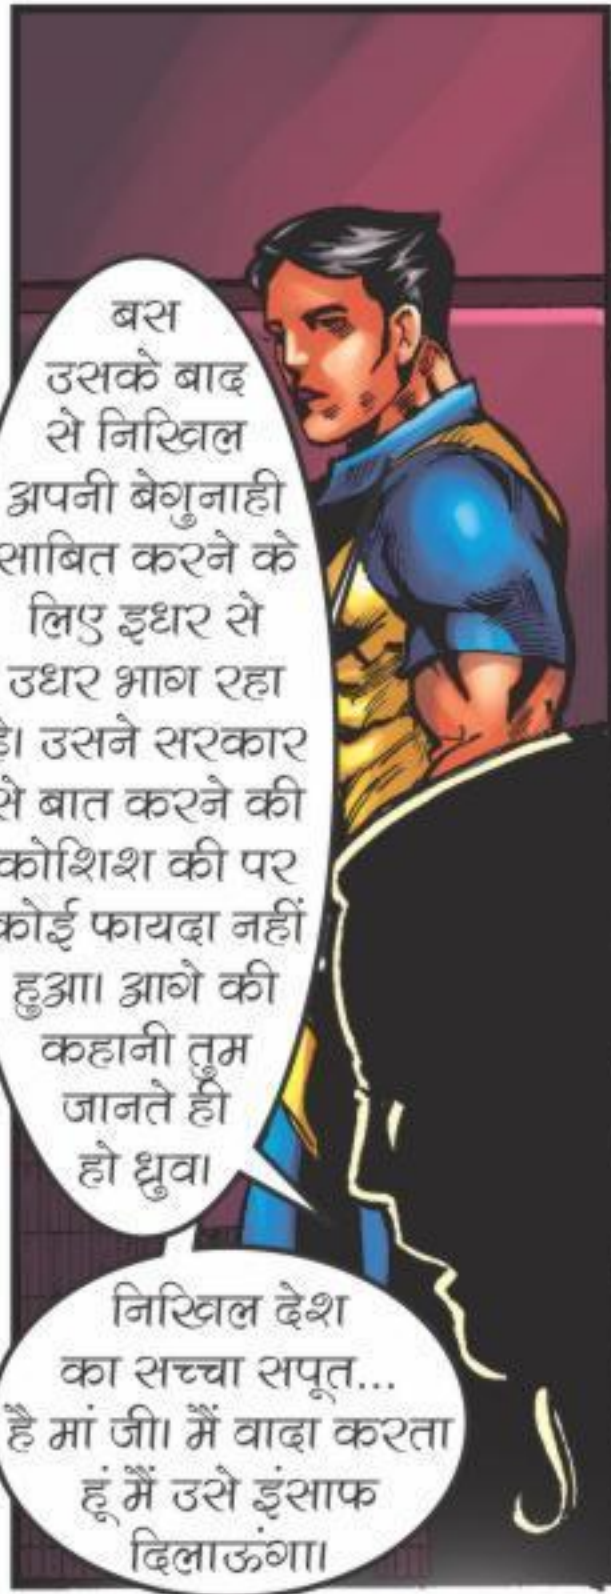 बस
उसके बाद
से निखिल
अपनी बेगुनाही
साबित करने के
लिए इधर से
उधर भाग रहा
है। उसने सरकार
से बात करने की
कोशिश की पर
कोई फायदा नहीं
हुआ। आगे की
कहानी तुम
जानते ही
हो ध्रुव।
निखिल देश
का सच्चा सपूत...
है मां जी। मैं वादा करता
हूं मैं उसे इंसाफ
दिलाऊंगा।